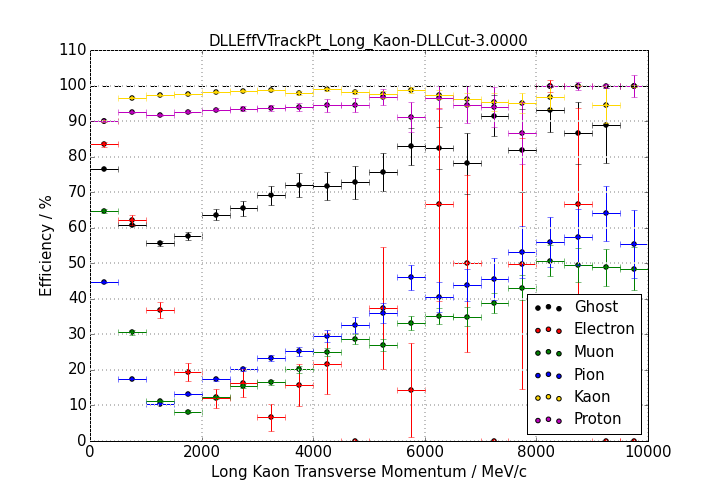 DLLEffVTrackPt_Long_Kaon-DLLCut-3.0000
Efficiency / %
110
100
90
80
70
60
50
40
30
20
10
0
0 2000 4000 6000 8000 10000
Long Kaon Transverse Momentum / MeV/c
Ghost
Electron
Muon
Pion
Kaon
Proton